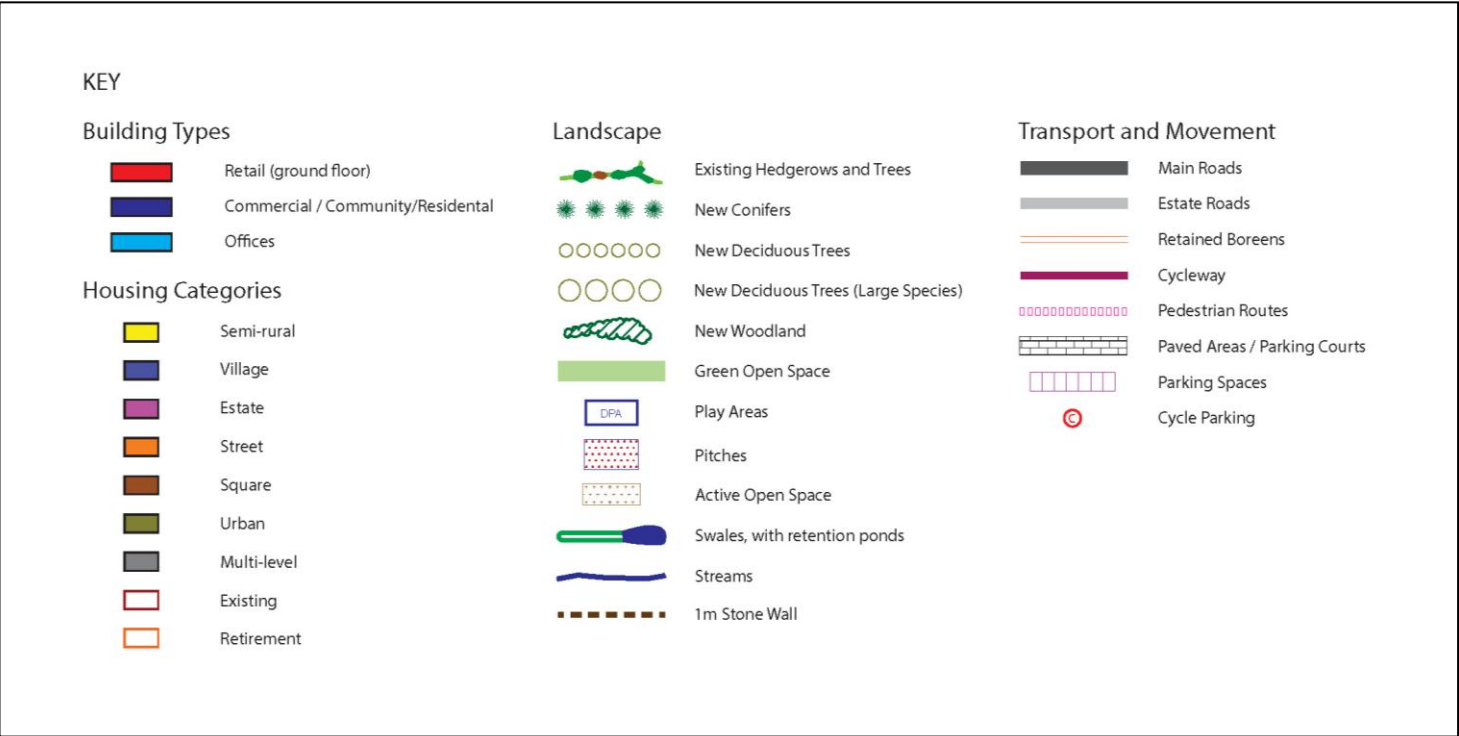 KEY
Building Types
Retail (ground floor)
Commercial / Community/Residental
Offices
Housing Categories
Semi-rural
Village
Estate
Street
Square
Urban
Multi-level
Existing
Retirement
Landscape
Existing Hedgerows and Trees
New Conifers
New Deciduous Trees
New Deciduous Trees (Large Species)
New Woodland
Green Open Space
DPA Play Areas
Pitches
Active Open Space
Swales, with retention ponds
Streams
1m Stone Wall
Transport and Movement
Main Roads
Estate Roads
Retained Boreens
Cycleway
Pedestrian Routes
Paved Areas / Parking Courts
Parking Spaces
C Cycle Parking